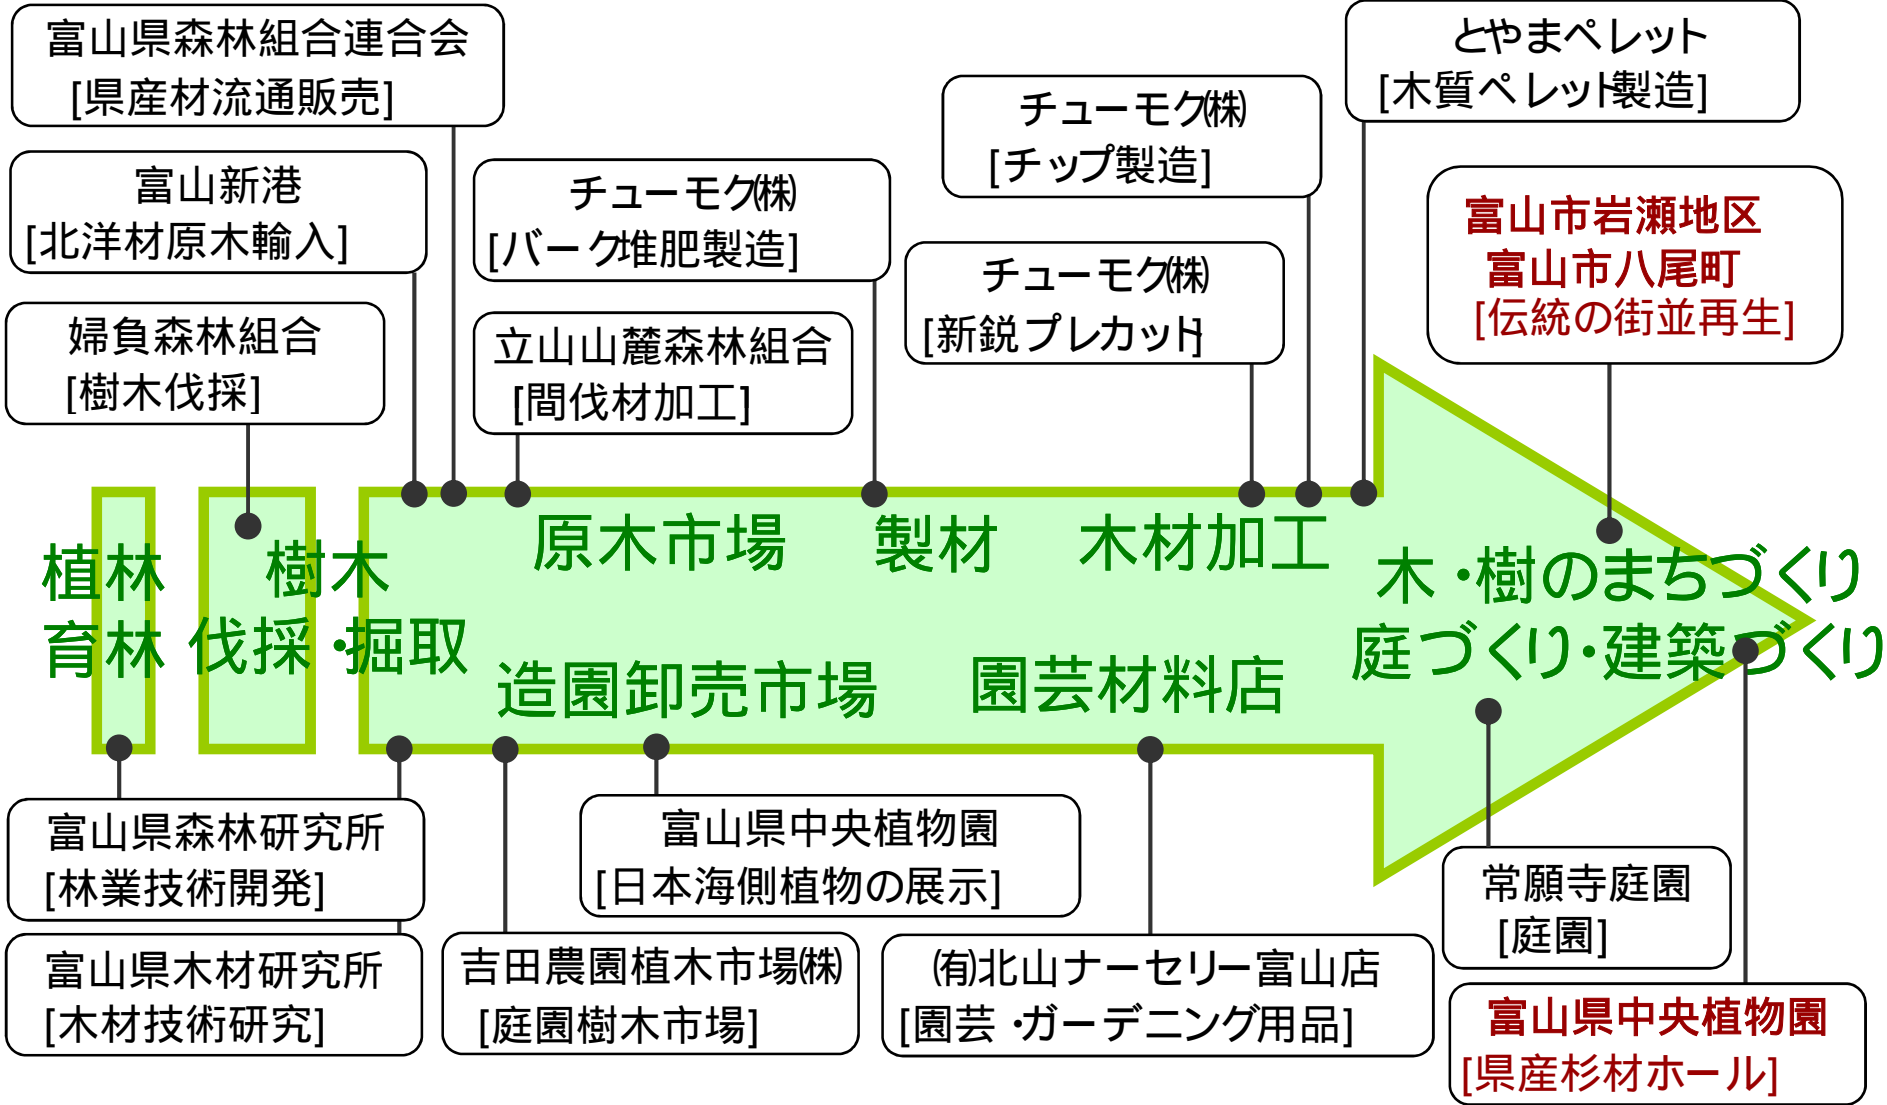 富山県森林組合連合会
[県産材流通販売]
とやまペレット
[木質ペレット製造]
チューモク㈱
[チップ製造]
富山新港
[北洋材原木輸入]
チューモク㈱
[バーク堆肥製造]
富山市岩瀬地区
富山市八尾町
[伝統の街並再生]
チューモク㈱
[新鋭プレカット]
婦負森林組合
[樹木伐採]
立山山麓森林組合
[間伐材加工]
植林
育林
樹木
伐採・掘取
原木市場
製材
木材加工
造園卸売市場
園芸材料店
木・樹のまちづくり
庭づくり・建築づくり
富山県森林研究所
[林業技術開発]
富山県中央植物園
[日本海側植物の展示]
常願寺庭園
[庭園]
富山県木材研究所
[木材技術研究]
吉田農園植木市場㈱
[庭園樹木市場]
㈲北山ナーセリー富山店
[園芸・ガーデニング用品]
富山県中央植物園
[県産杉材ホール]